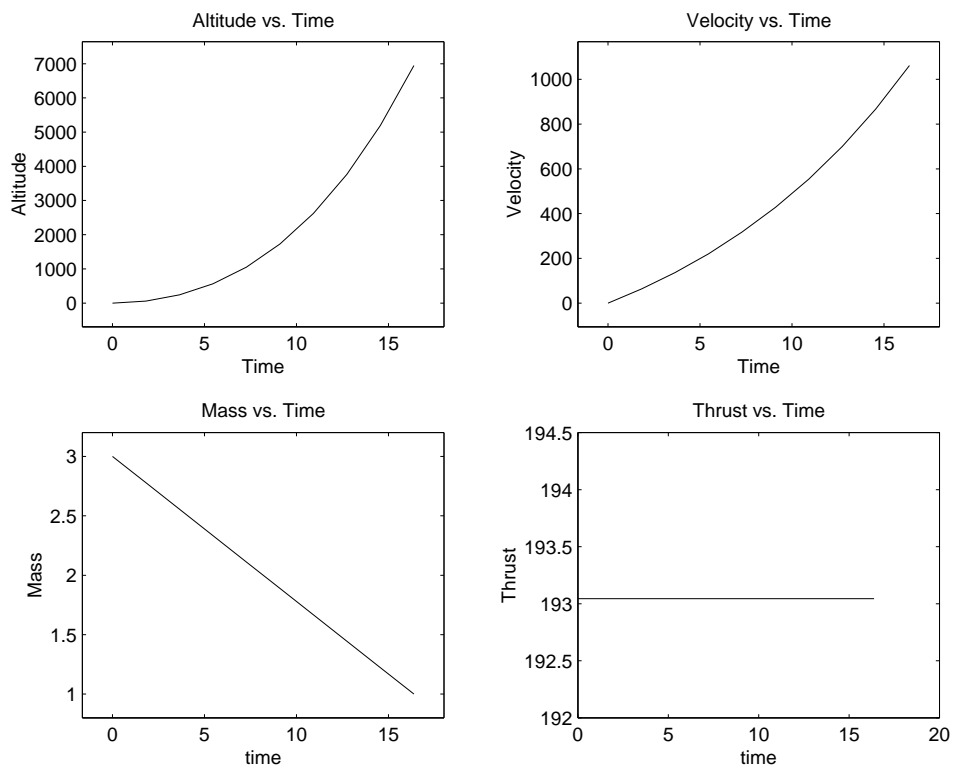 Altitude vs. Time
7000
6000
5000
4000
3000
2000
1000
0
Altitude
0 5 10 15
Time
Velocity vs. Time
1000
800
600
400
200
0
Velocity
0 5 10 15
Time
Mass vs. Time
3
2.5
2
1.5
1
Mass
0 5 10 15
time
Thrust vs. Time
194.5
194
193.5
193
192.5
192
Thrust
0 5 10 15 20
time